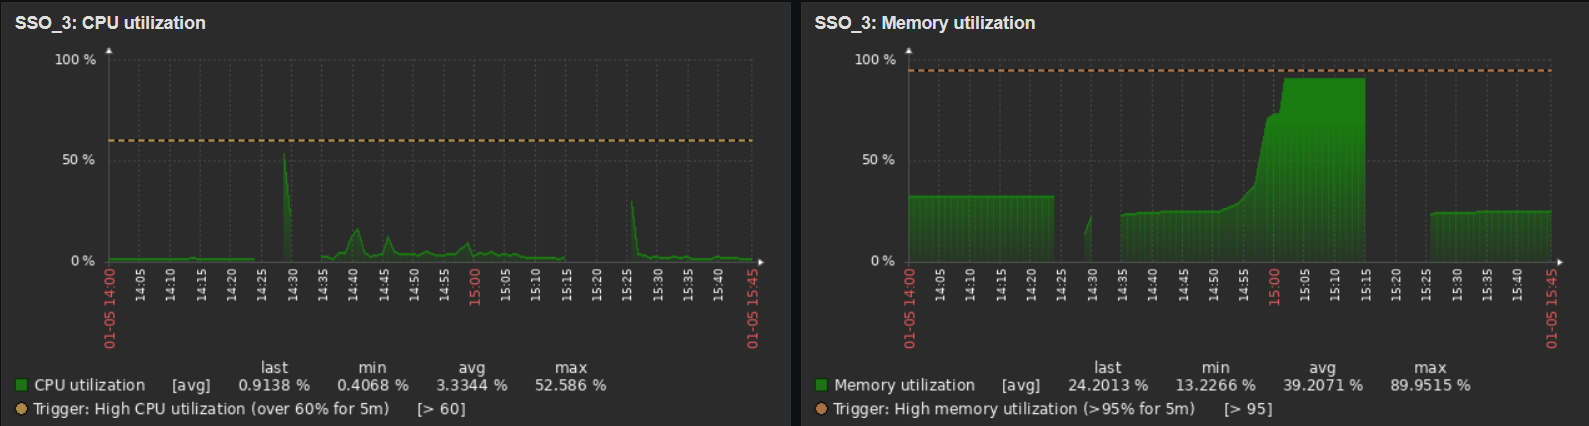 SSO_3: CPU utilization
100 %
50 %
0 %
01-05 14:00 14:05 14:10 14:15 14:20 14:25 14:30 14:35 14:40 14:45 14:50 14:55 15:00 15:05 15:10 15:15 15:20 15:25 15:30 15:35 15:40 01-05 15:45
last min avg max
CPU utilization [avg] 0.9138 % 0.4068 % 3.3344 % 52.586 %
Trigger: High CPU utilization (over 60% for 5m) [> 60]
SSO_3: Memory utilization
100 %
50 %
0 %
01-05 14:00 14:05 14:10 14:15 14:20 14:25 14:30 14:35 14:40 14:45 14:50 14:55 15:00 15:05 15:10 15:15 15:20 15:25 15:30 15:35 15:40 01-05 15:45
last min avg max
Memory utilization [avg] 24.2013 % 13.2266 % 39.2071 % 89.9515 %
Trigger: High memory utilization (>95% for 5m) [> 95]